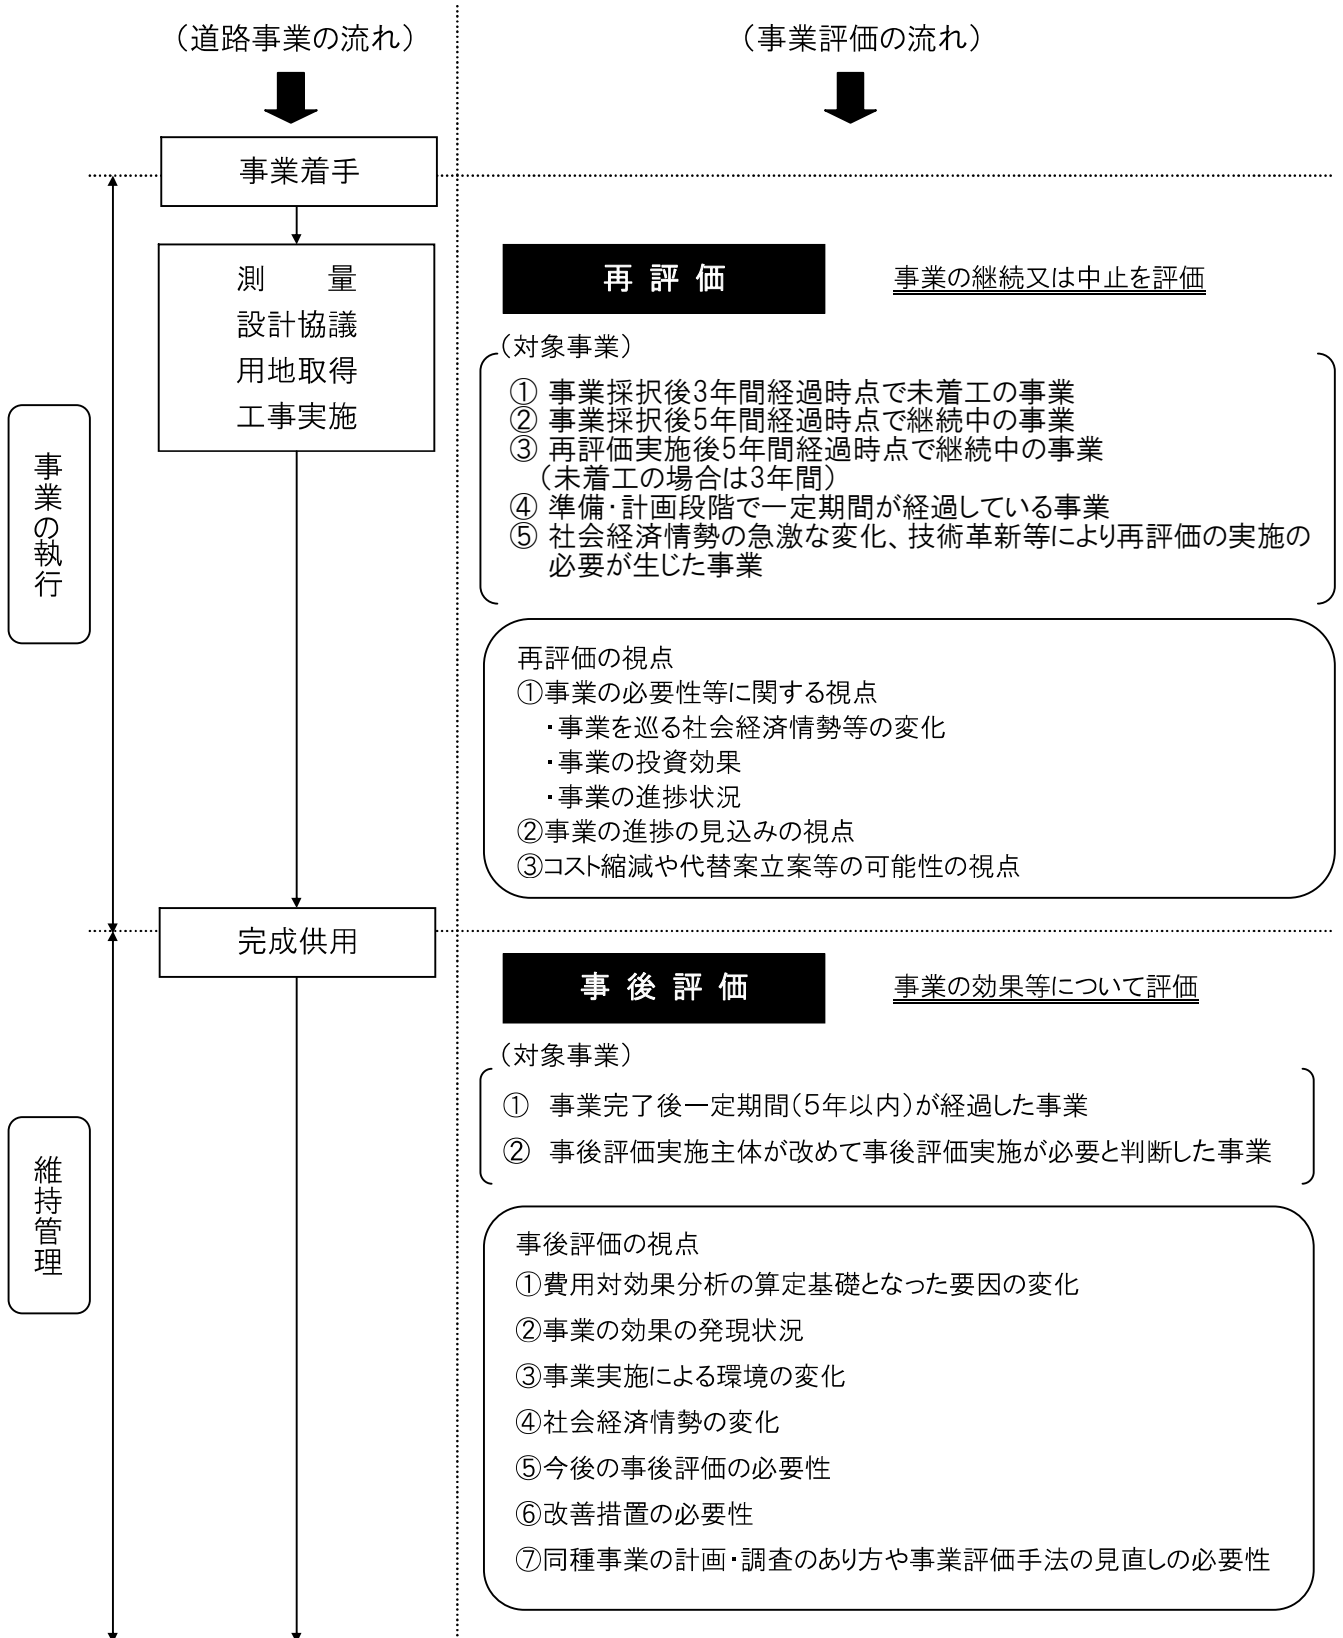 （道路事業の流れ）
（事業評価の流れ）
事業着手
測　　量
設計協議
用地取得
工事実施
事業の執行
再 評 価
事業の継続又は中止を評価
（対象事業）
① 事業採択後3年間経過時点で未着工の事業
② 事業採択後5年間経過時点で継続中の事業
③ 再評価実施後5年間経過時点で継続中の事業
（未着工の場合は3年間）
④ 準備・計画段階で一定期間が経過している事業
⑤ 社会経済情勢の急激な変化、技術革新等により再評価の実施の
必要が生じた事業
再評価の視点
①事業の必要性等に関する視点
・事業を巡る社会経済情勢等の変化
・事業の投資効果
・事業の進捗状況
②事業の進捗の見込みの視点
③コスト縮減や代替案立案等の可能性の視点
完成供用
維持管理
事 後 評 価
事業の効果等について評価
（対象事業）
①　事業完了後一定期間（5年以内）が経過した事業
②　事後評価実施主体が改めて事後評価実施が必要と判断した事業
事後評価の視点
①費用対効果分析の算定基礎となった要因の変化
②事業の効果の発現状況
③事業実施による環境の変化
④社会経済情勢の変化
⑤今後の事後評価の必要性
⑥改善措置の必要性
⑦同種事業の計画・調査のあり方や事業評価手法の見直しの必要性